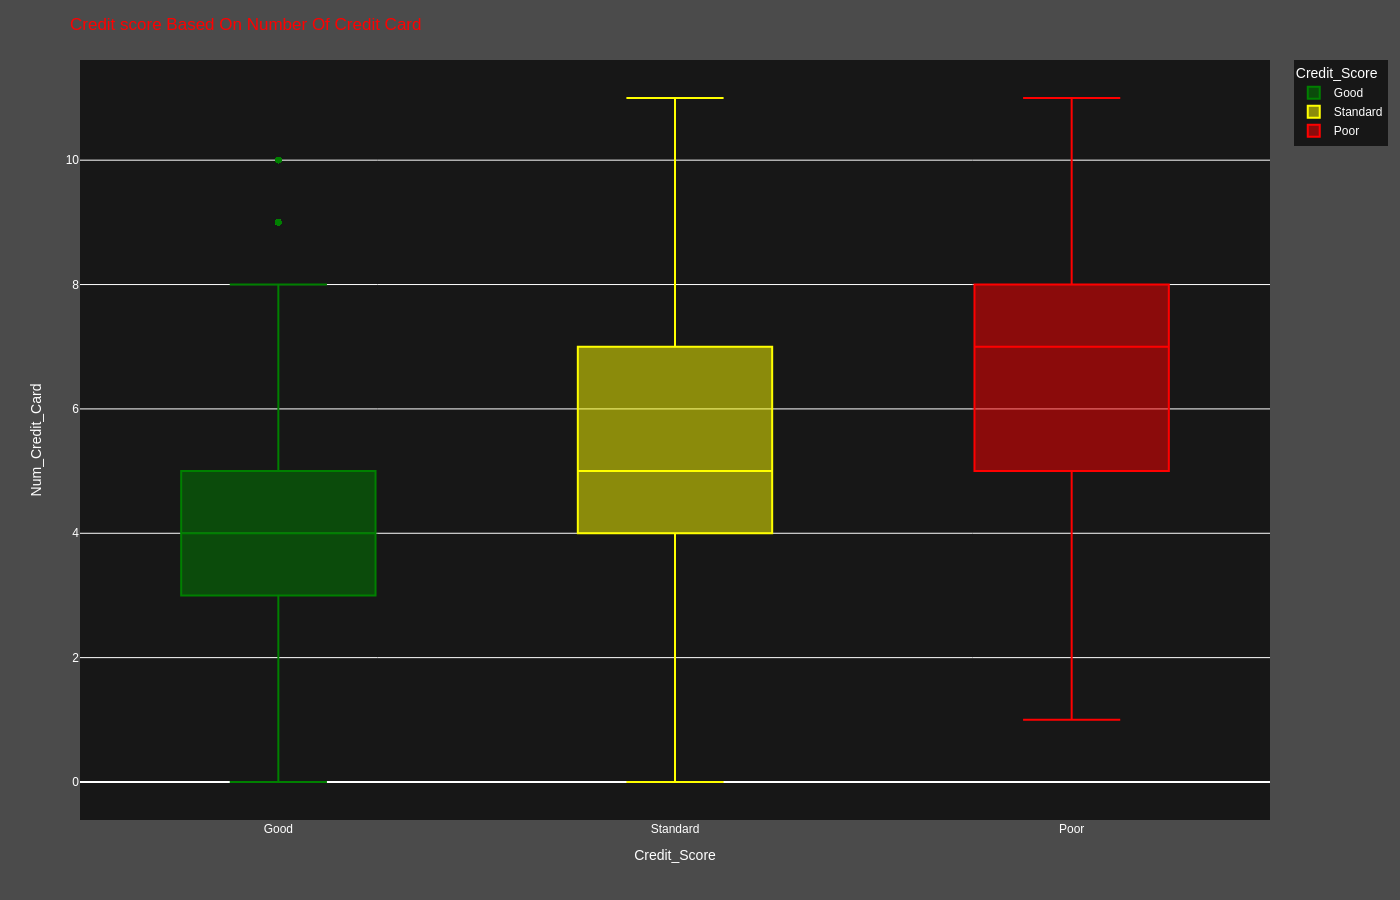 Credit score Based On Number Of Credit Card
Credit_Score
Good
Standard
Poor
10
8
6
4
2
0
Num_Credit_Card
Good
Standard
Poor
Credit_Score